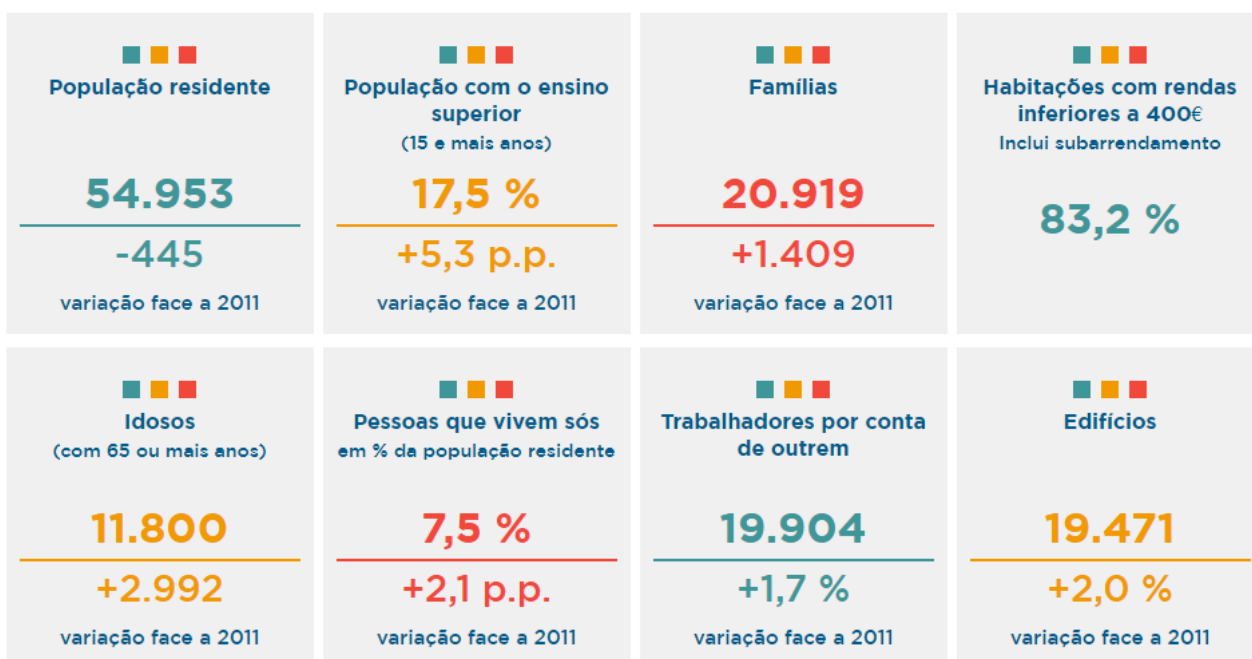 População residente
54.953
-445
variação face a 2011
População com o ensino
superior
(15 e mais anos)
17,5 %
+5,3 p.p.
variação face a 2011
Famílias
20.919
+1.409
variação face a 2011
Habitações com rendas
inferiores a 400€
Inclui subarrendamento
83,2 %
Idosos
(com 65 ou mais anos)
11.800
+2.992
variação face a 2011
Pessoas que vivem sós
em % da população residente
7,5 %
+2,1 p.p.
variação face a 2011
Trabalhadores por conta
de outrem
19.904
+1,7 %
variação face a 2011
Edifícios
19.471
+2,0 %
variação face a 2011